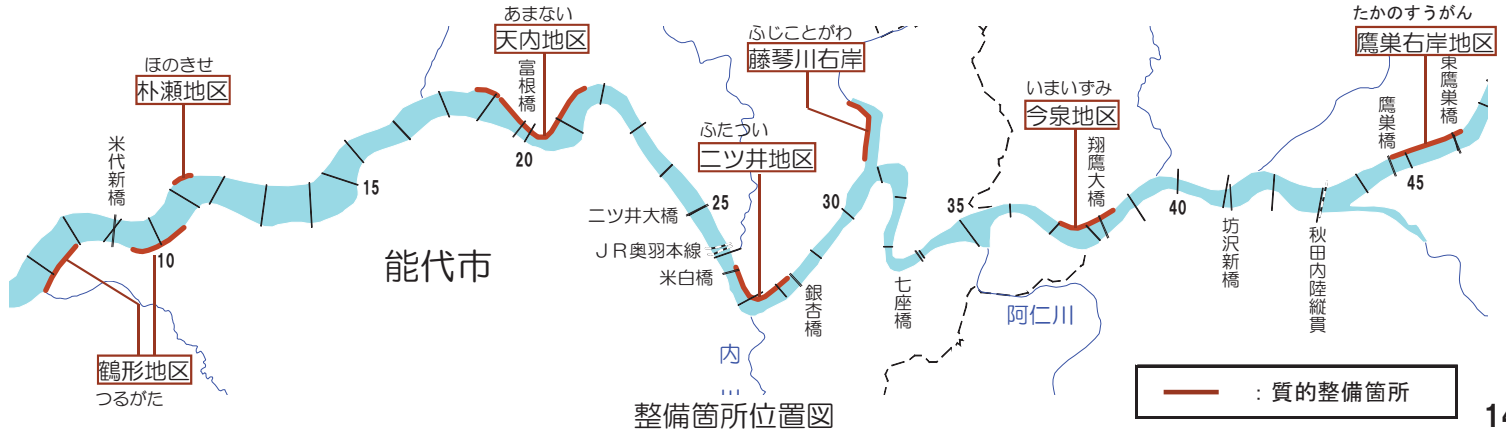 ほのきせ
朴瀬地区
米代新橋
10
鶴形地区
つるがた
15
能代市
あまない
天内地区
富根橋
20
ふたつい
二ツ井地区
25
二ツ井大橋
JR奥羽本線
米白橋
内
銀杏橋
ふじことがわ
藤琴川右岸
30
七座橋
35
阿仁川
いまいずみ
今泉地区
翔鷹大橋
40
坊沢新橋
秋田内陸縦貫
たかのすうがん
鷹巣右岸地区
鷹巣橋
東鷹巣橋
45
:質的整備箇所
整備箇所位置図